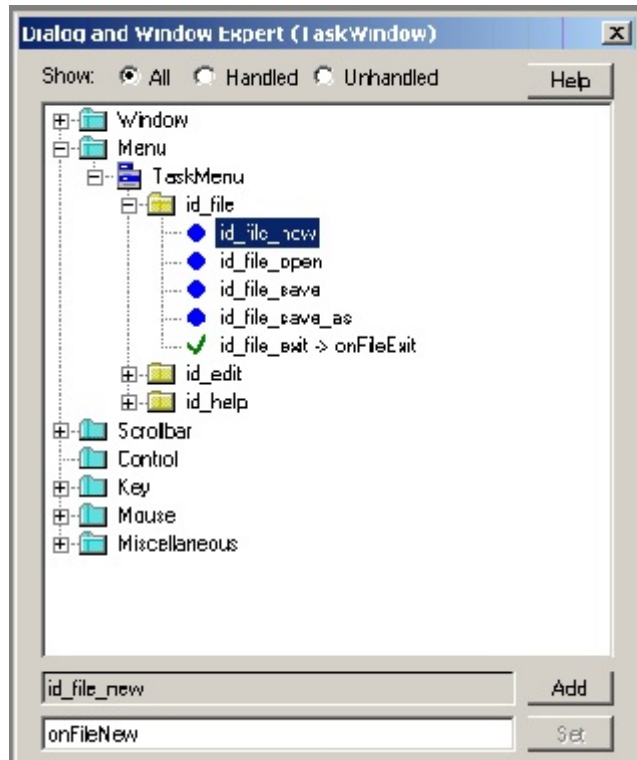 Dialog and Window Expert (TaskWindow)
Show: All Handled Unhandled Help
Window
Menu
TaskMenu
id_file
id_file_new
id_file_open
id_file_save
id_file_save_as
id_file_exit -> onFileExit
id_edit
id_help
Scrollbar
Control
Key
Mouse
Miscellaneous
id_file_new Add
onFileNew Set